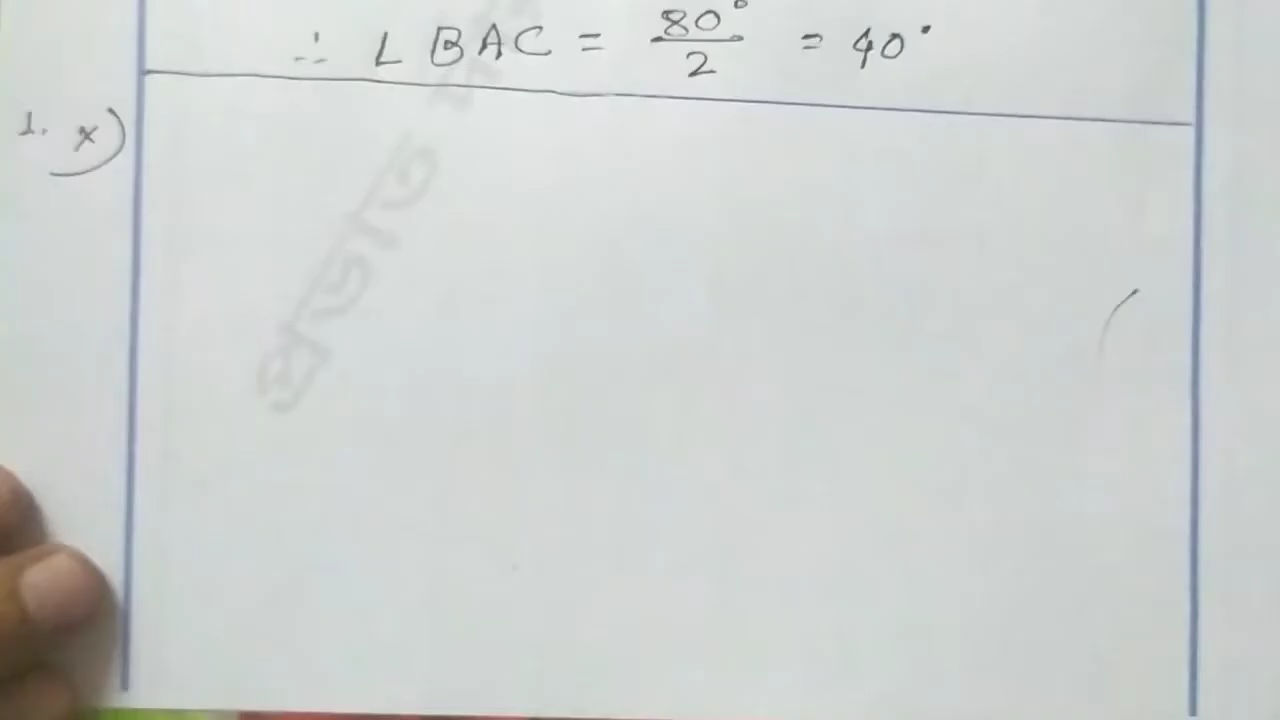 ∴ ∠ BAC = 80°/2 = 40°
1. x)